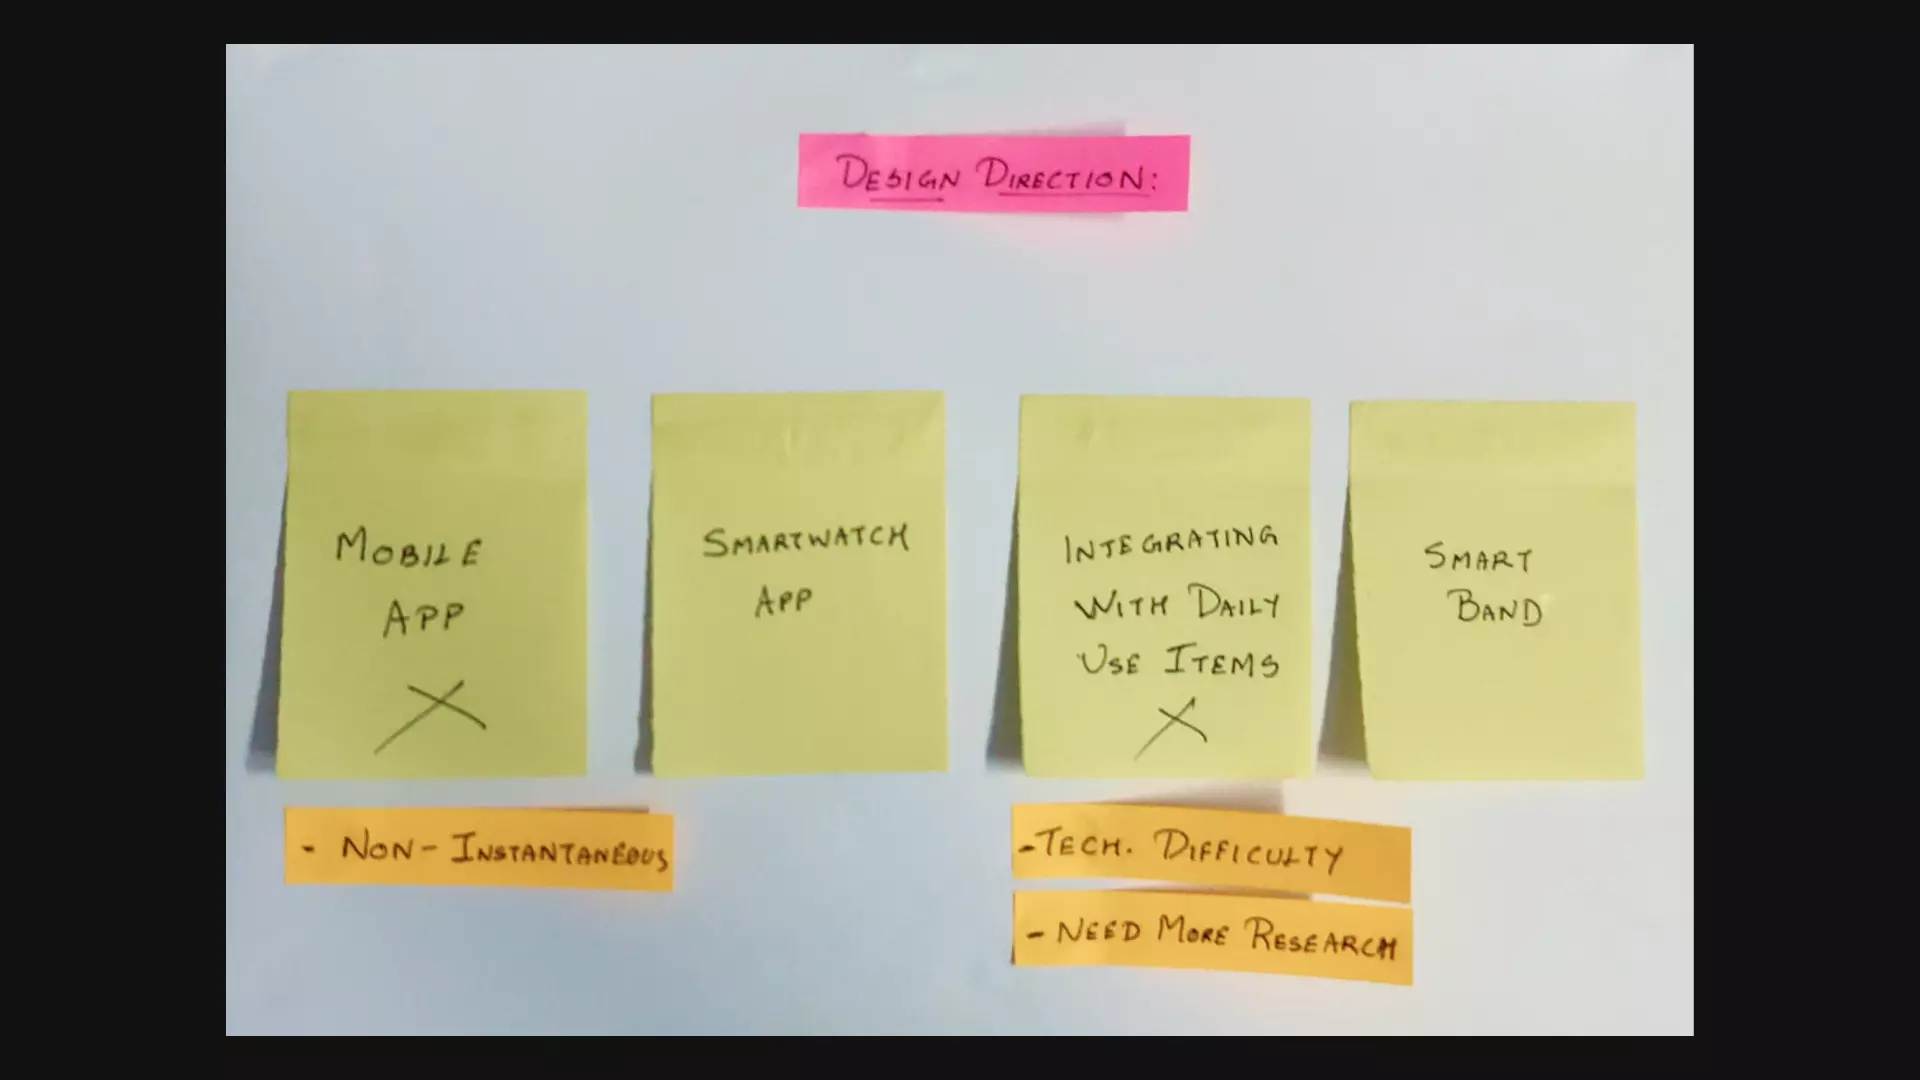 DESIGN DIRECTION:
MOBILE
APP
X
- NON-INSTANTANEOUS
SMARTWATCH
APP
INTEGRATING
WITH DAILY
USE ITEMS
X
-TECH. DIFFICULTY
- NEED MORE RESEARCH
SMART
BAND